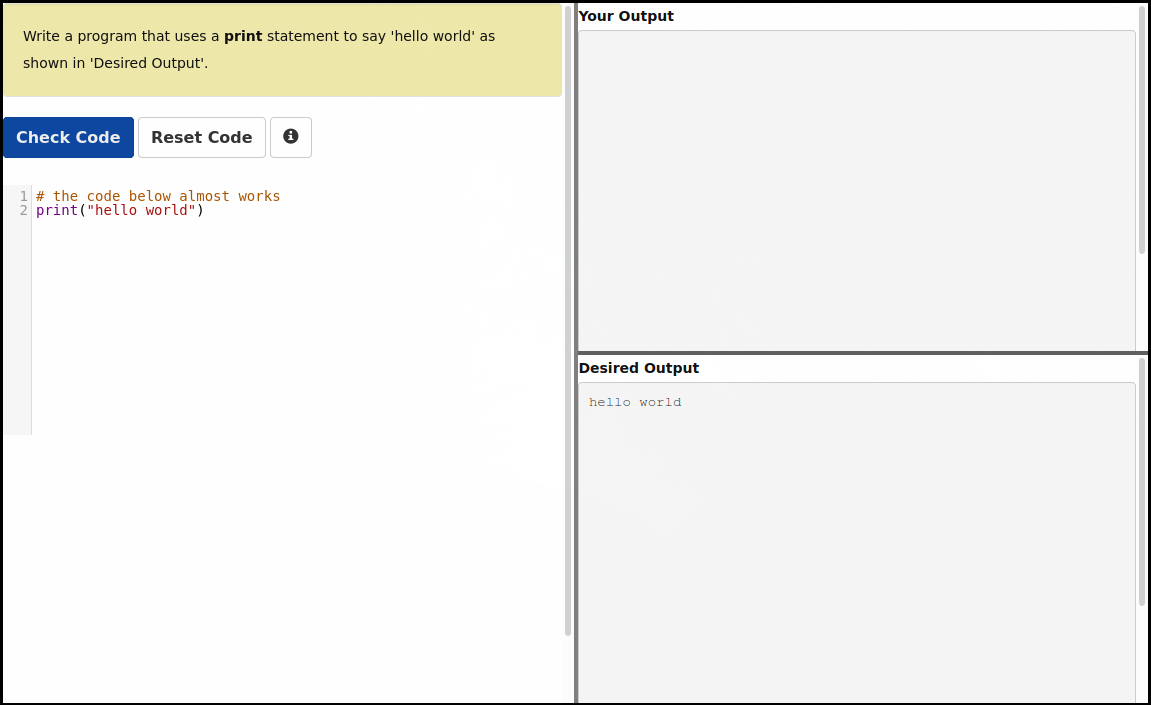 Write a program that uses a print statement to say 'hello world' as
shown in 'Desired Output'.
Check Code Reset Code
1 # the code below almost works
2 print("hello world")
Your Output
Desired Output
hello world